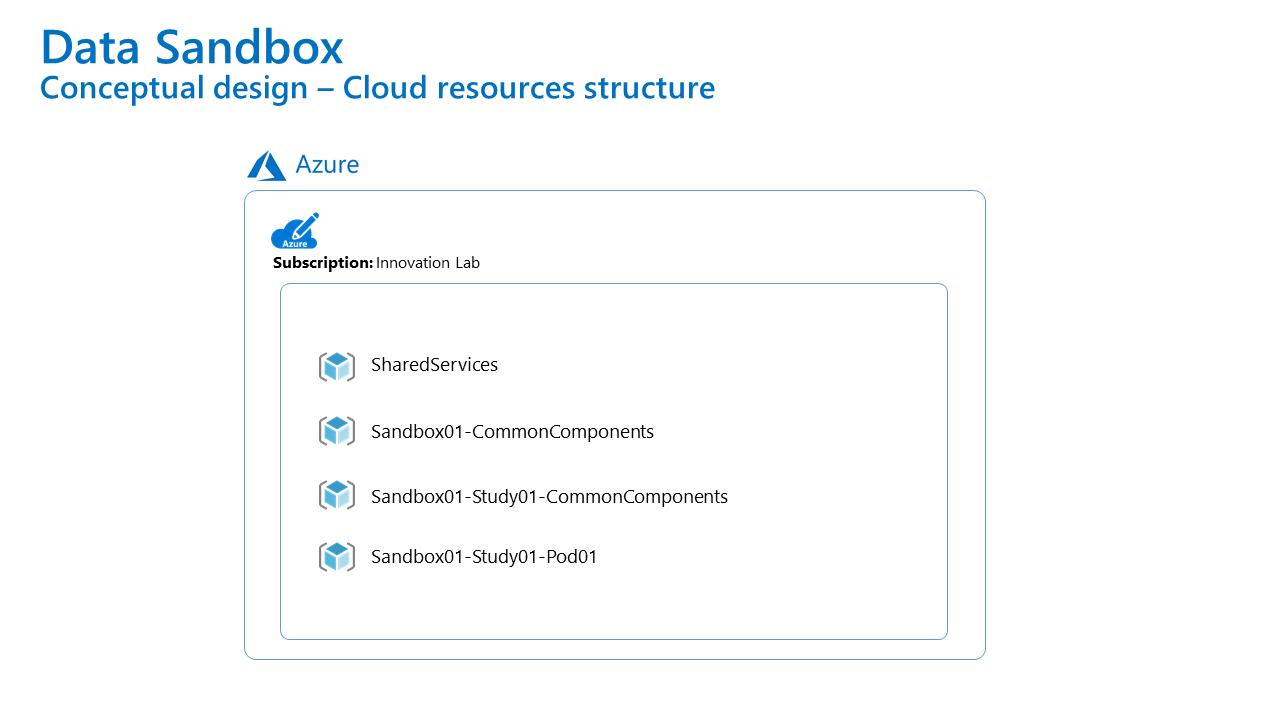 Data Sandbox
Conceptual design – Cloud resources structure
Azure
Azure
Subscription: Innovation Lab
SharedServices
Sandbox01-CommonComponents
Sandbox01-Study01-CommonComponents
Sandbox01-Study01-Pod01